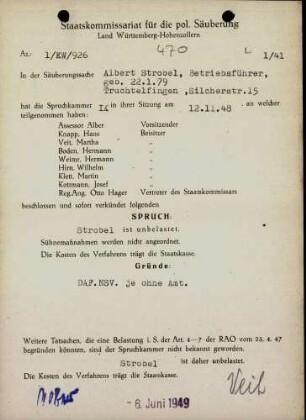 Staatskommissariat für die pol. Säuberung
Land Württemberg-Hohenzollern
Az: 1/KN/926 470 L 1/41
In der Säuberungssache Albert Strobel, Betriebsführer,
geb. 22.1.79
Truchtelfingen ,Silcherstr.15
hat die Spruchkammer in ihrer Sitzung am 12.11.48 an welcher
teilgenommen haben:
Assessor Alber Vorsitzender
Knapp, Hans Beisitzer
Veit, Martha "
Boden, Hermann "
Weimer, Hermann "
Hirn, Wilhelm "
Klett, Martin "
Kottmann, Josef "
Reg.Ang. Otto Hager Vertreter des Staatskommissars
beschlossen und sofort verkündet folgenden
SPRUCH:
Strobel ist unbelastet.
Sühnemaßnahmen werden nicht angeordnet.
Die Kosten des Verfahrens trägt die Staatskasse.
Gründe:
DAF.NSV. je ohne Amt.
Weitere Tatsachen, die eine Belastung i. S. der Art. 4-7 der RAO vom 25. 4. 47
begründen könnten, sind der Spruchkammer nicht bekannt geworden.
Strobel ist daher unbelastet.
Die Kosten des Verfahrens trägt die Staatskasse.
- 6. Juni 1949 Veit